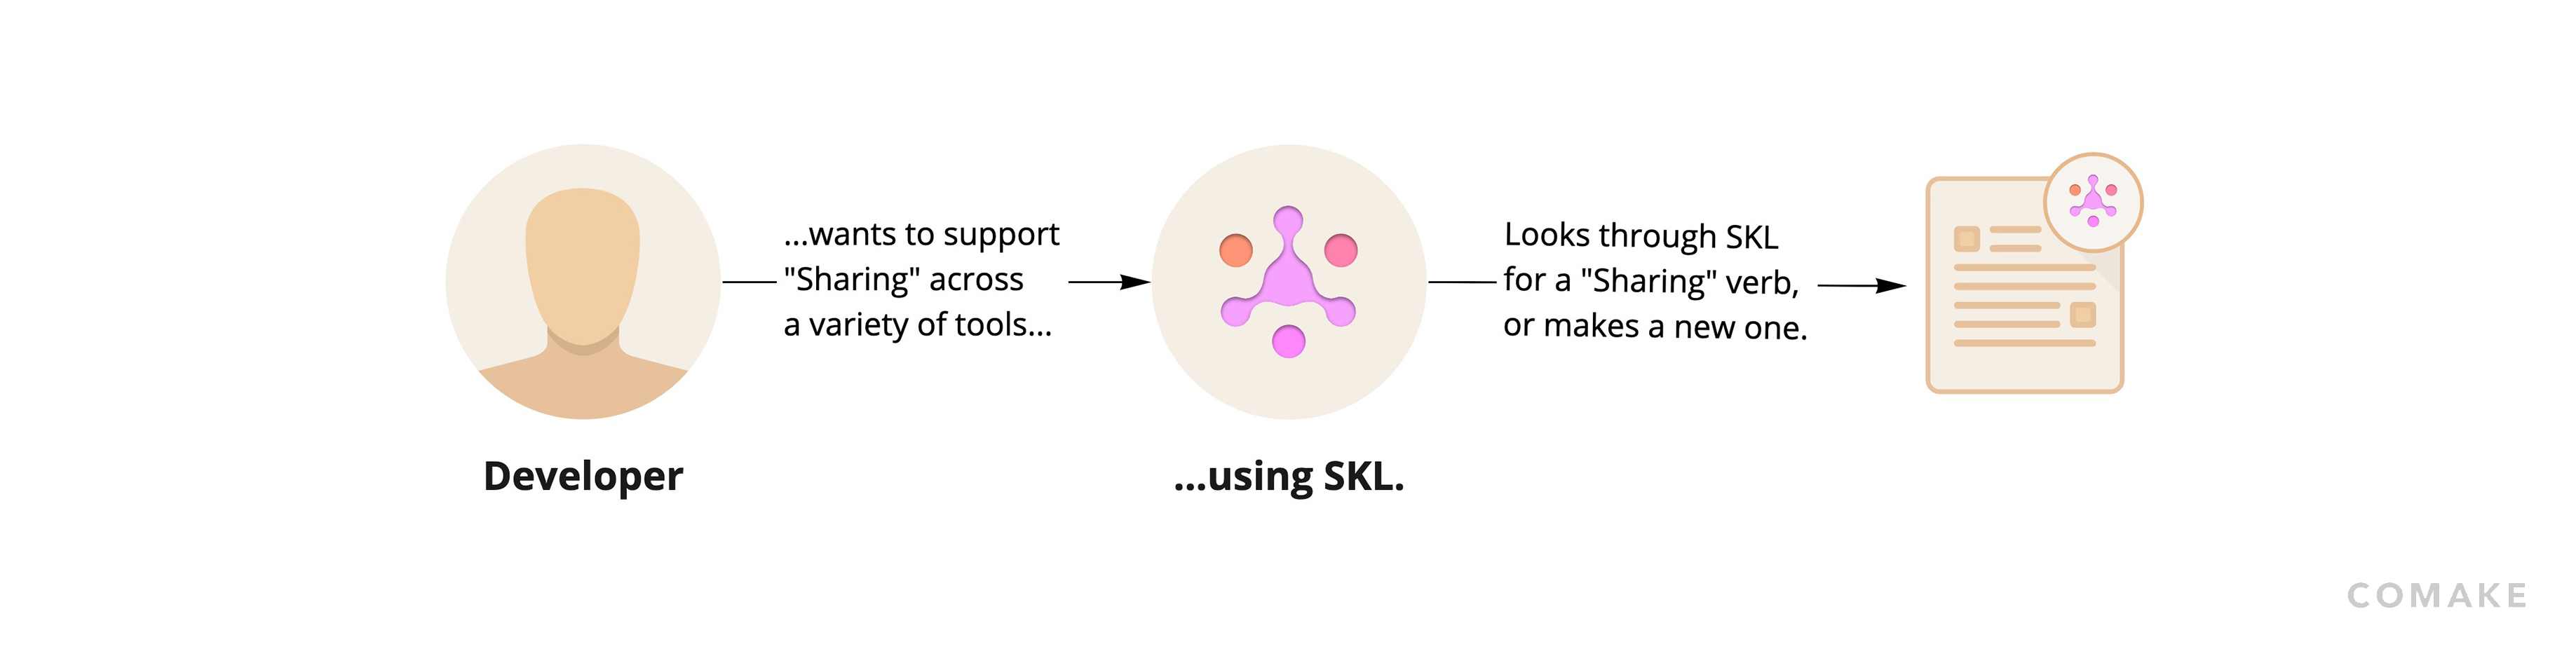 ...wants to support
"Sharing" across
a variety of tools...
Looks through SKL
for a "Sharing" verb,
or makes a new one.
Developer
...using SKL.
COMAKE